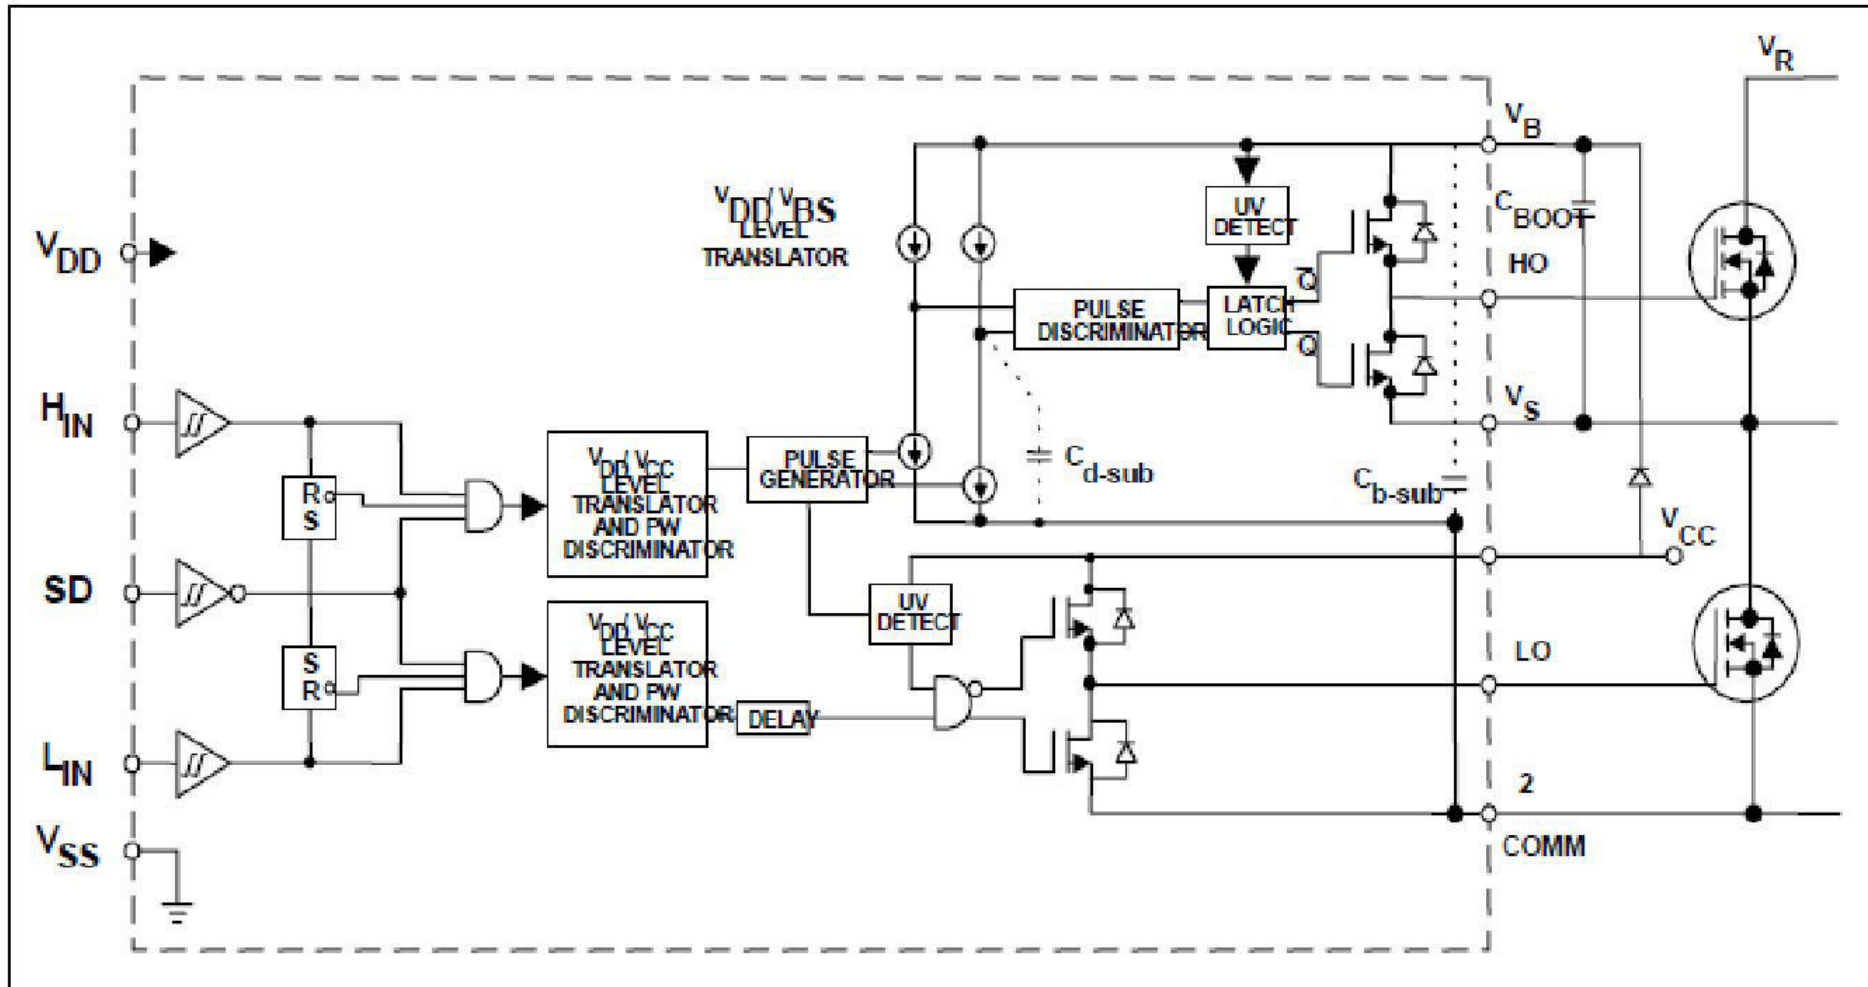 VR
VB
VDD/VBS
LEVEL
TRANSLATOR
UV
DETECT
CBOOT
VDD
HO
Q
PULSE
DISCRIMINATOR
LATCH
LOGIC
Q
HIN
VS
VDD/VCC
LEVEL
TRANSLATOR
AND PW
DISCRIMINATOR
PULSE
GENERATOR
Cd-sub
Cb-sub
R
S
VCC
SD
UV
DETECT
VDD/VCC
LEVEL
TRANSLATOR
AND PW
DISCRIMINATOR
S
R
LO
DELAY
LIN
2
VSS
COMM